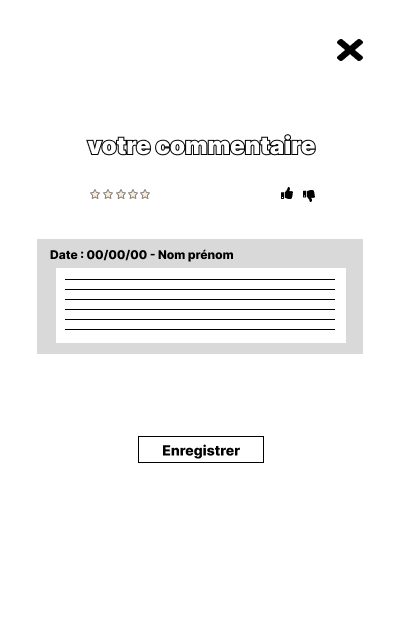 votre commentaire
Date : 00/00/00 - Nom prénom
Enregistrer